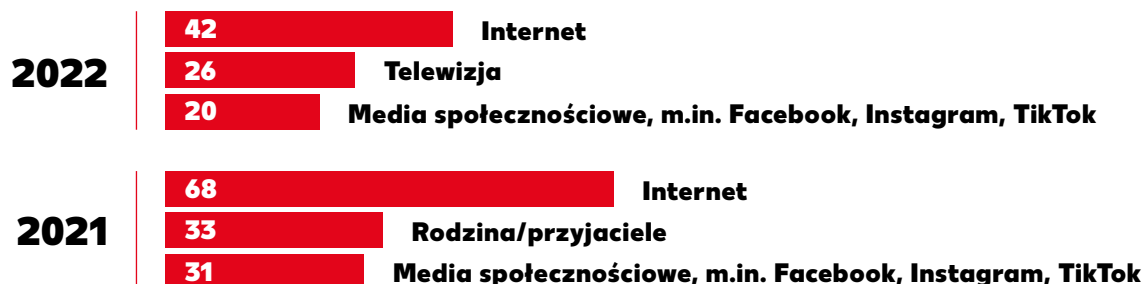 2022
42 Internet
26 Telewizja
20 Media społecznościowe, m.in. Facebook, Instagram, TikTok
2021
68 Internet
33 Rodzina/przyjaciele
31 Media społecznościowe, m.in. Facebook, Instagram, TikTok